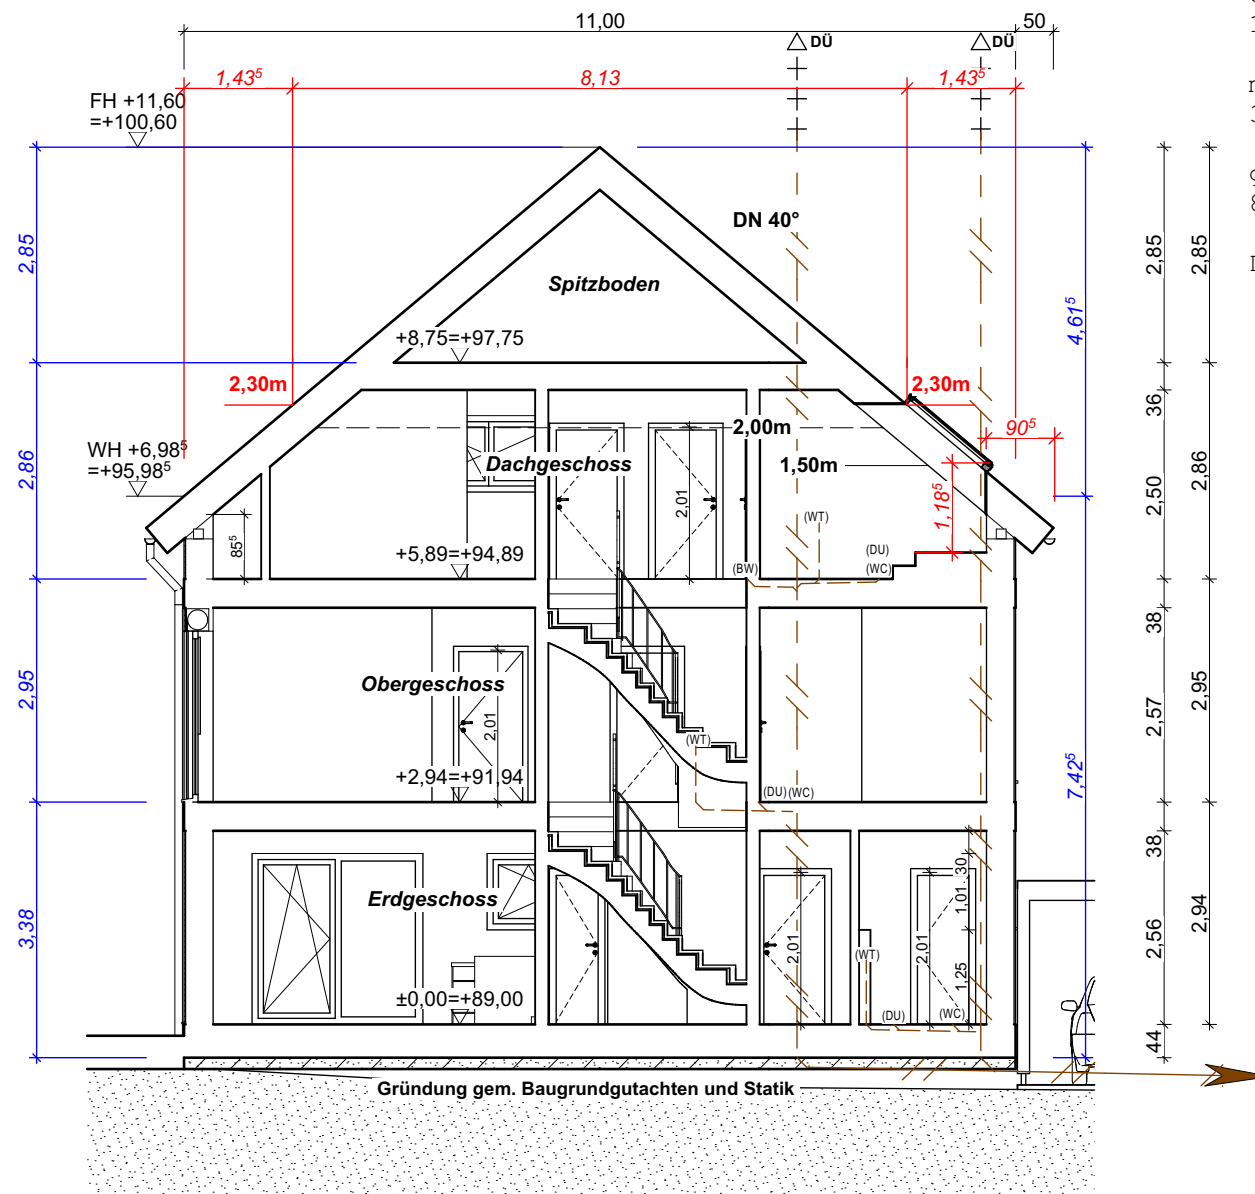 11,00
50
DÜ
DÜ
1,43⁵
8,13
1,43⁵
FH +11,60
=+100,60
DN 40°
2,85
Spitzboden
4,61⁵
2,85
2,85
+8,75=+97,75
2,30m
2,30m
36
2,00m
90⁵
WH +6,98⁵
=+95,98⁵
2,86
Dachgeschoss
1,50m
2,01
1,18⁵
2,50
2,86
(WT)
85⁵
+5,89=+94,89
(DU)
(BW)
(WC)
38
2,95
Obergeschoss
2,01
(WT)
2,57
2,95
+2,94=+91,94
(DU)
(WC)
7,42⁵
38
30
1,01
Erdgeschoss
3,38
2,01
(WT)
2,01
1,25
2,56
2,94
±0,00=+89,00
(DU)
(WC)
44
Gründung gem. Baugrundgutachten und Statik